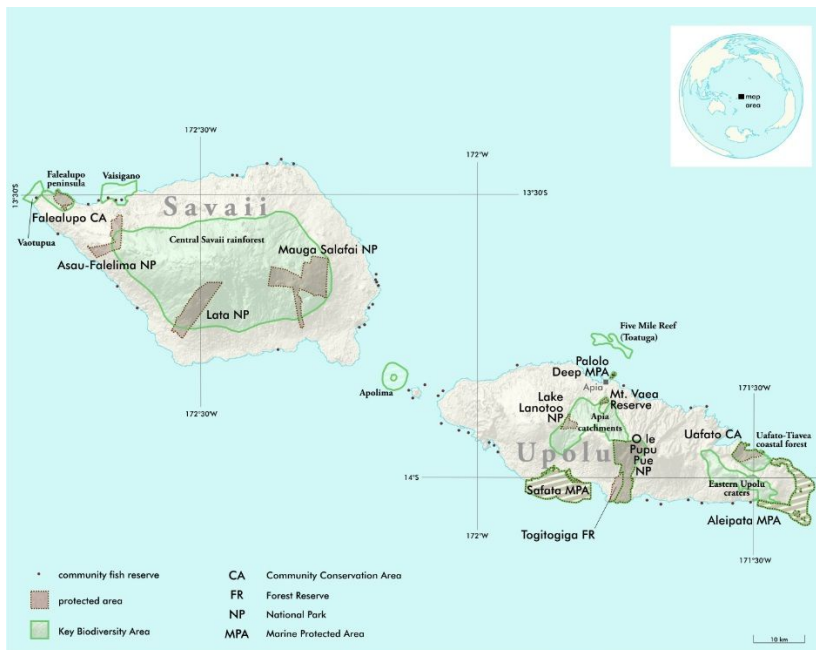 map
area
172°30'W
172°W
13°30'S
13°30'S
Falealupo
peninsula
Vaisigano
Savaii
Falealupo CA
Vaotupua
Central Savaii rainforest
Mauga Salafai NP
Asau-Falelima NP
Lata NP
Five Mile Reef
(Toatuga)
Palolo
Deep MPA
Apia
Apolima
172°30'W
171°30'W
Mt. Vaea
Reserve
Lake
Lanotoo
NP
Apia
catchments
Uafato CA
Uafato-Tiavea
coastal forest
O le
Pupu
Pue
NP
Upolu
14°S
Safata MPA
Eastern Upolu
craters
Aleipata MPA
Togitogiga FR
172°W
171°30'W
community fish reserve
protected area
Key Biodiversity Area
CA Community Conservation Area
FR Forest Reserve
NP National Park
MPA Marine Protected Area
10 km